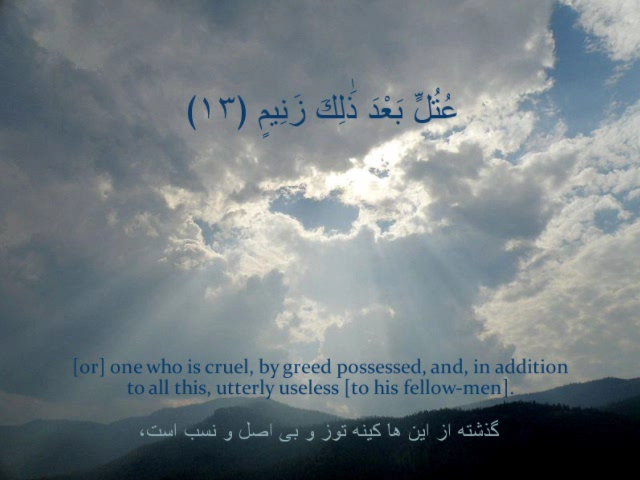 عُتُلٍّ بَعْدَ ذَٰلِكَ زَنِيمٍ (١٣)
[or] one who is cruel, by greed possessed, and, in addition
to all this, utterly useless [to his fellow-men].
گذشته از این ها کینه توز و بی اصل و نسب است،